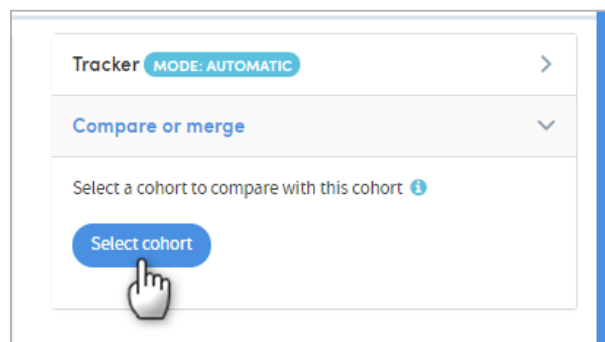 Tracker MODE: AUTOMATIC
Compare or merge
Select a cohort to compare with this cohort
Select cohort